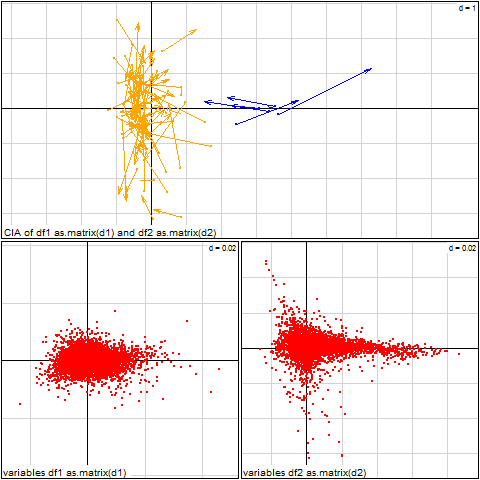 d = 1
CIA of df1 as.matrix(d1) and df2 as.matrix(d2)
d = 0.02
variables df1 as.matrix(d1)
d = 0.02
variables df2 as.matrix(d2)